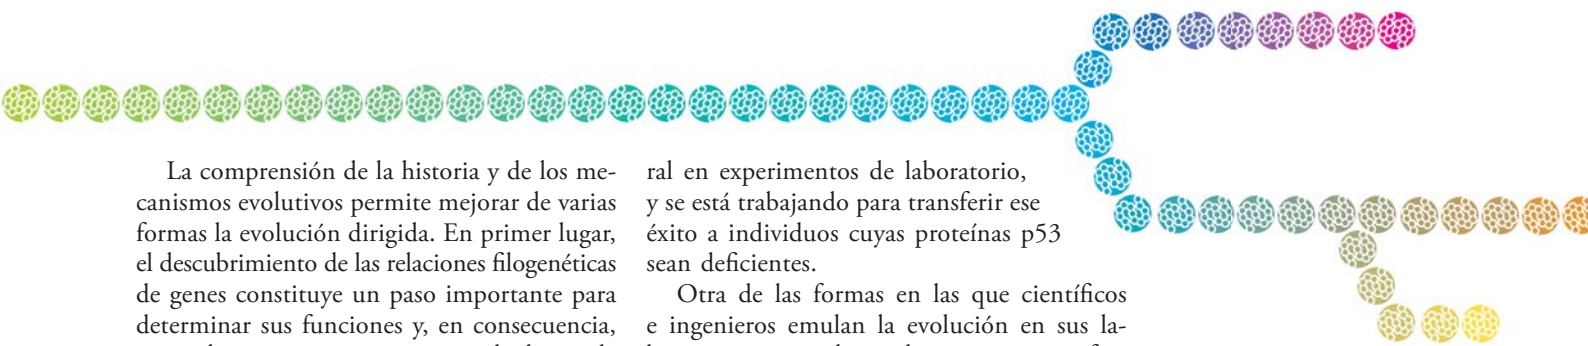 La comprensión de la historia y de los me-
canismos evolutivos permite mejorar de varias
formas la evolución dirigida. En primer lugar,
el descubrimiento de las relaciones filogenéticas
de genes constituye un paso importante para
determinar sus funciones y, en consecuencia,
ral en experimentos de laboratorio,
y se está trabajando para transferir ese
éxito a individuos cuyas proteínas p53
sean deficientes.
Otra de las formas en las que científicos
e ingenieros emulan la evolución en sus la-